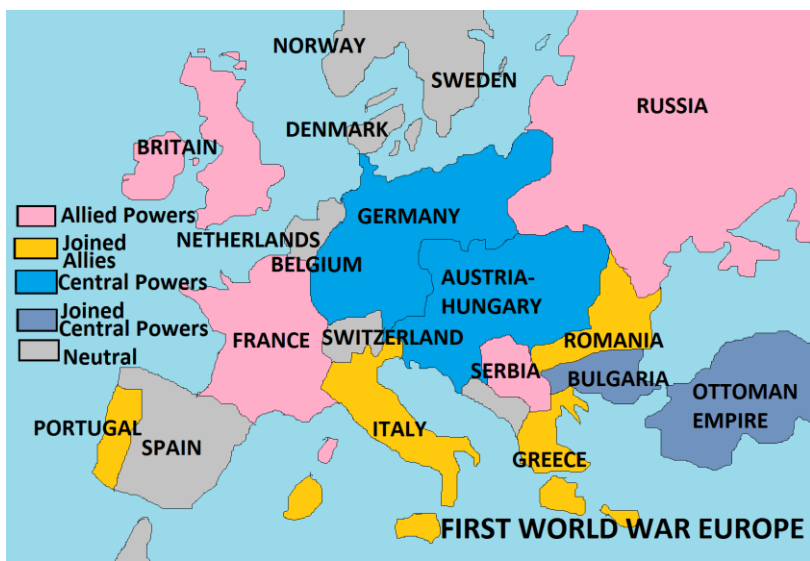 NORWAY
SWEDEN
RUSSIA
DENMARK
BRITAIN
Allied Powers
Joined
Allies
Central Powers
Joined
Central Powers
Neutral
GERMANY
NETHERLANDS
BELGIUM
AUSTRIA-
HUNGARY
FRANCE
SWITZERLAND
ROMANIA
SERBIA
BULGARIA
OTTOMAN
EMPIRE
PORTUGAL
SPAIN
ITALY
GREECE
FIRST WORLD WAR EUROPE